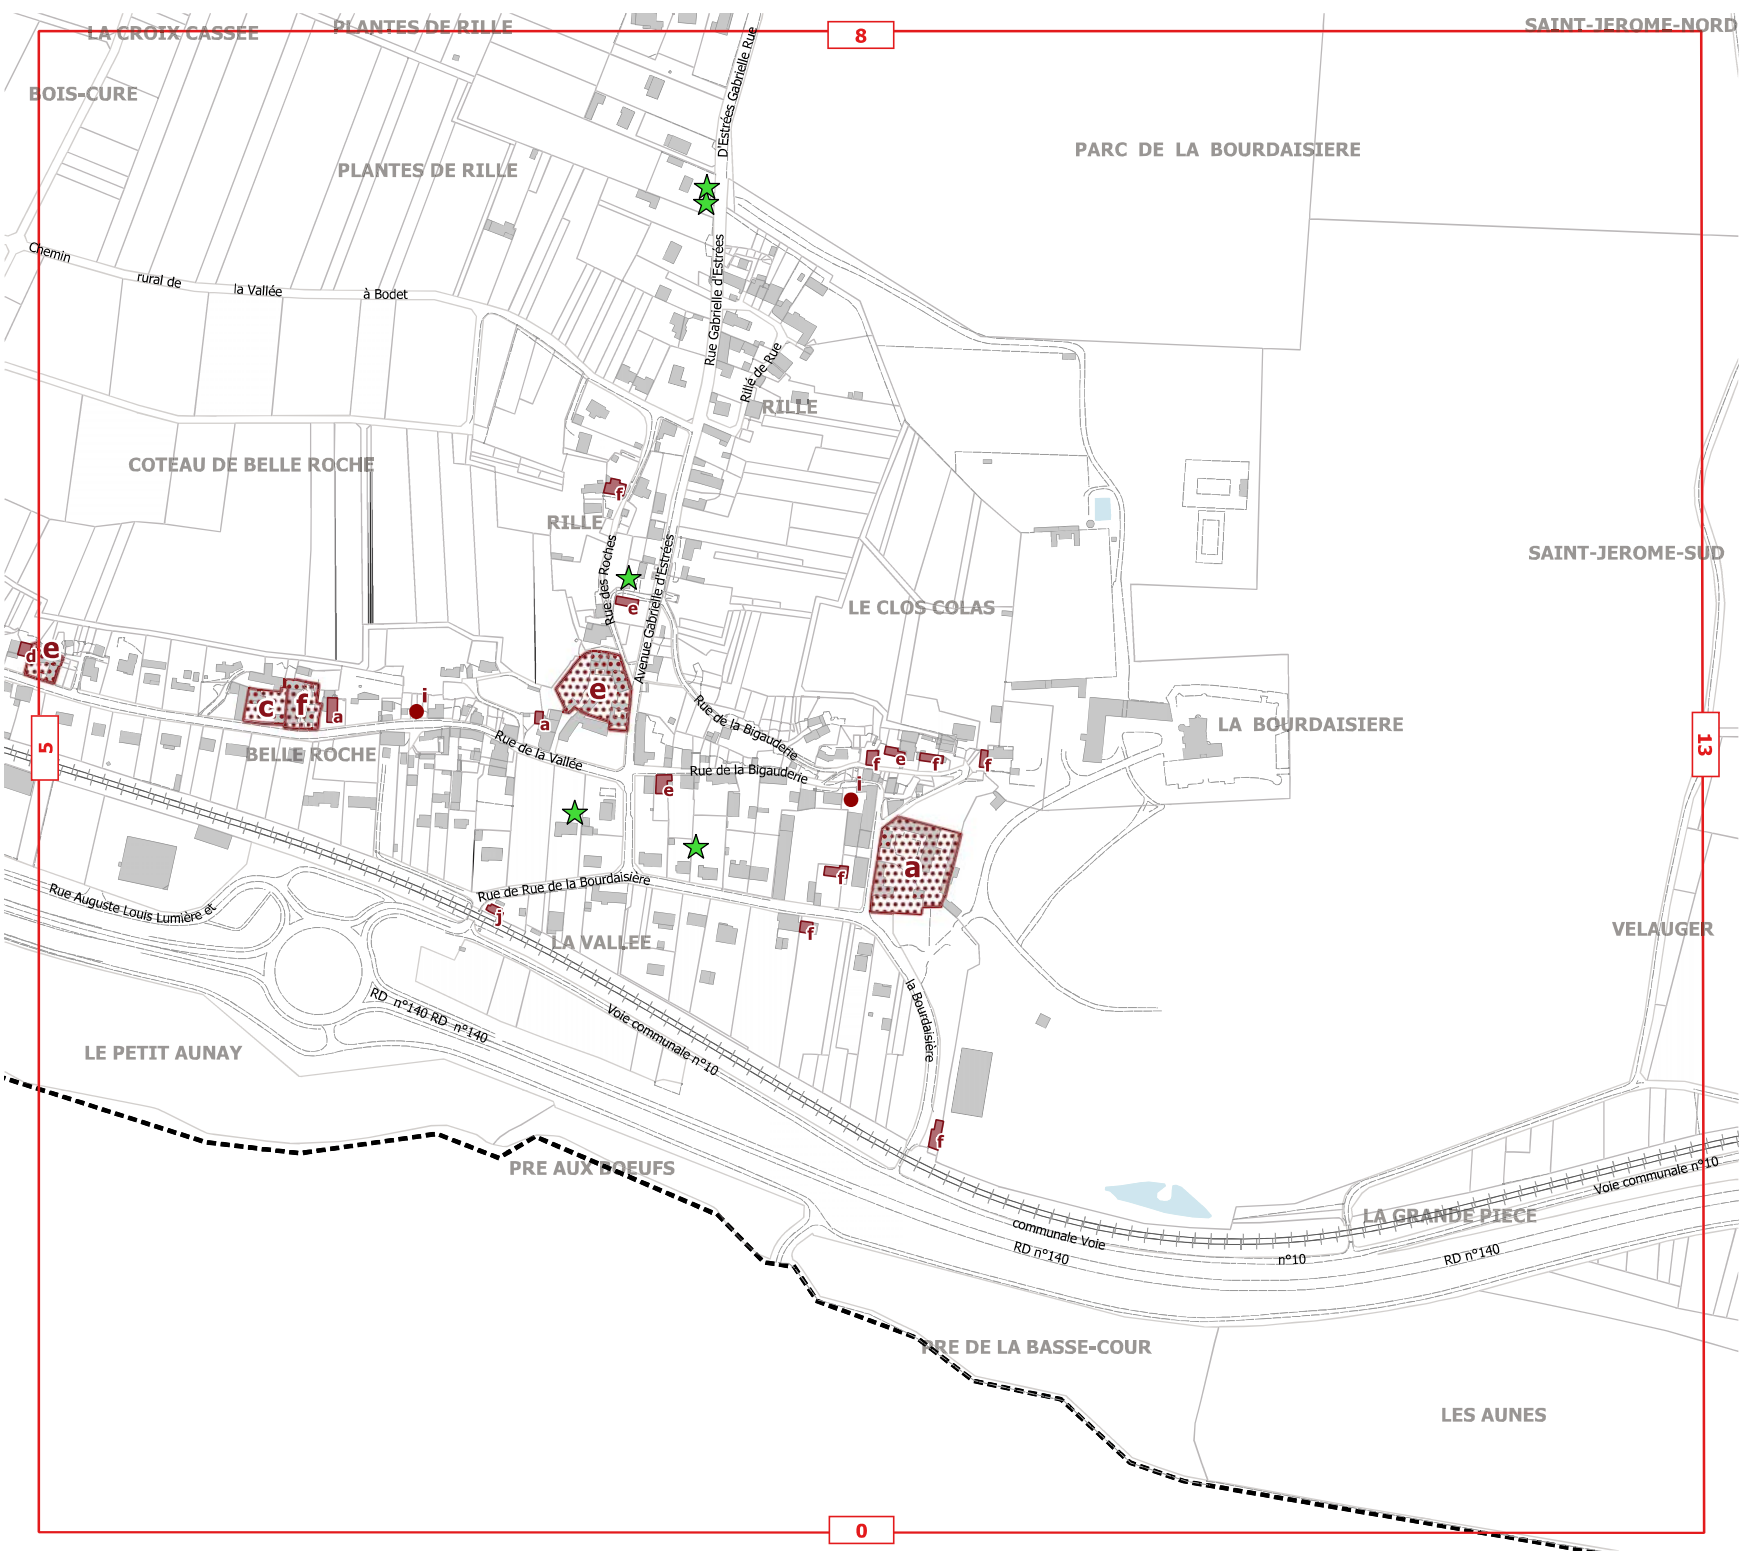 LA CROIX CASSEE
PLANTES DE RILLE
8
SAINT-JEROME-NORD
D'Estrées Gabrielle Rue
BOIS-CURE
PARC DE LA BOURDAISIERE
PLANTES DE RILLE
Chemin
rural de
la Vallée
à Bodet
Rue Gabrielle d'Estrées
Rillé de Rue
RILLE
COTEAU DE BELLE ROCHE
f
RILLE
SAINT-JEROME-SUD
Rue des Roches
Avenue Gabrielle d'Estrées
e
LE CLOS COLAS
d
e
e
c
f
a
i
a
Rue de la Bigauderie
LA BOURDAISIERE
5
BELLE ROCHE
Rue de la Vallée
13
f
e
f
f
Rue de la Bigauderie
e
i
a
f
Rue de Rue de la Bourdaisière
Rue Auguste Louis Lumière et
j
f
LA VALLEE
VELAUGER
RD n°140 RD n°140
la Bourdaisière
Voie communale n°10
LE PETIT AUNAY
f
PRE AUX BOEUFS
Voie communale n°10
LA GRANDE PIECE
communale Voie
n°10
RD n°140
RD n°140
PRE DE LA BASSE-COUR
LES AUNES
0